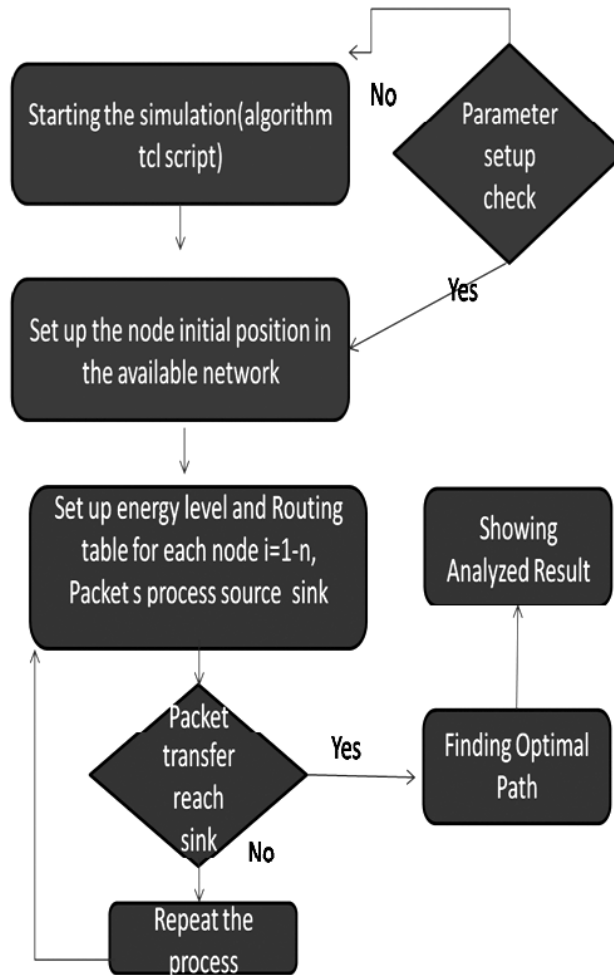 Starting the simulation(algorithm
tcl script)
No
Parameter
setup
check
Yes
Set up the node initial position in
the available network
Set up energy level and Routing
table for each node i=1-n,
Packet s process source sink
Showing
Analyzed Result
Packet
transfer
reach
sink
Yes
Finding Optimal
Path
No
Repeat the
process